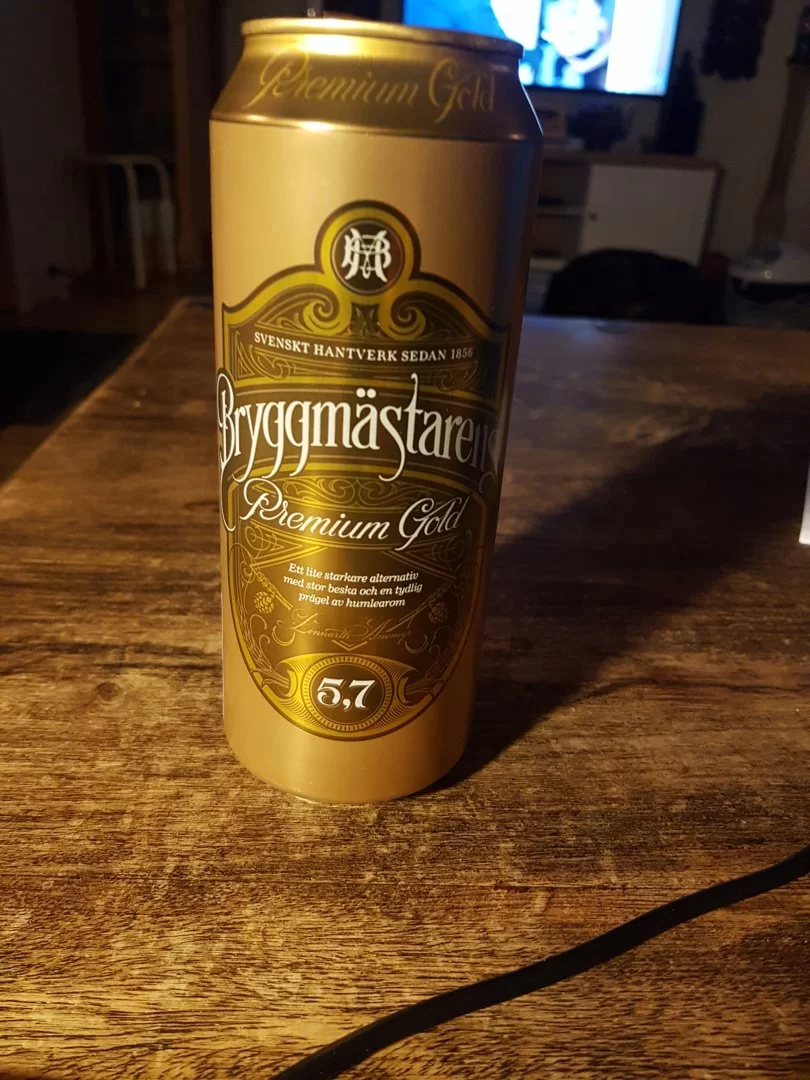 Premium Gold
SVENSKT HANTVERK SEDAN 1856
Bryggmästarens
Premium Gold
Ett lite starkare alternativ
med stor beska och en tydlig
prägel av humlearom
5,7